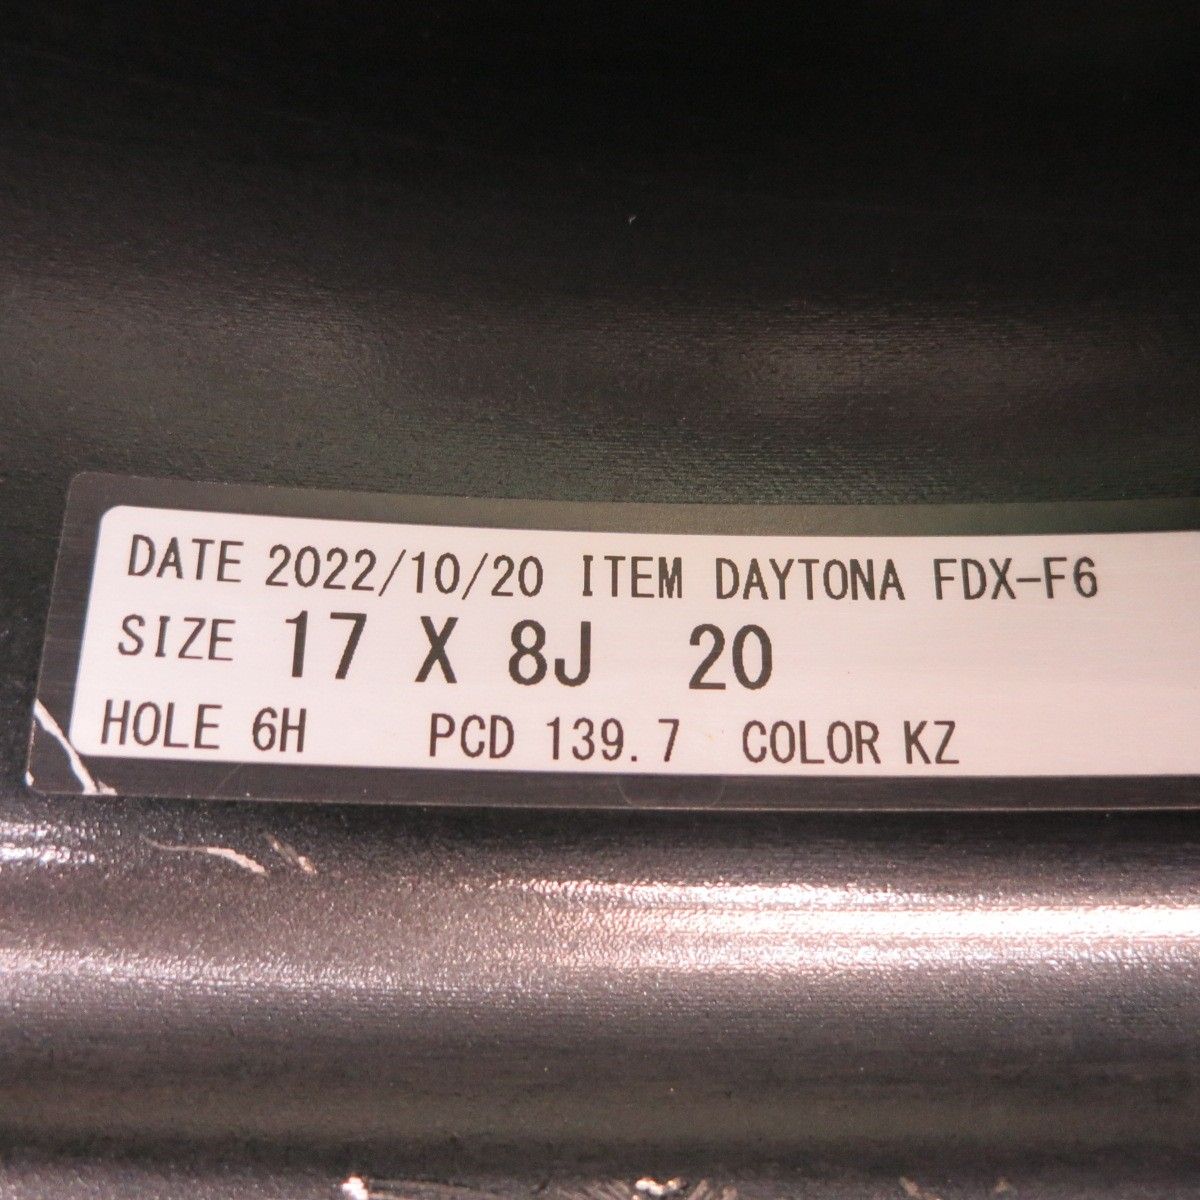 DATE 2022/10/20 ITEM DAYTONA FDX-F6
SIZE 17 X 8J 20
HOLE 6H PCD 139.7 COLOR KZ